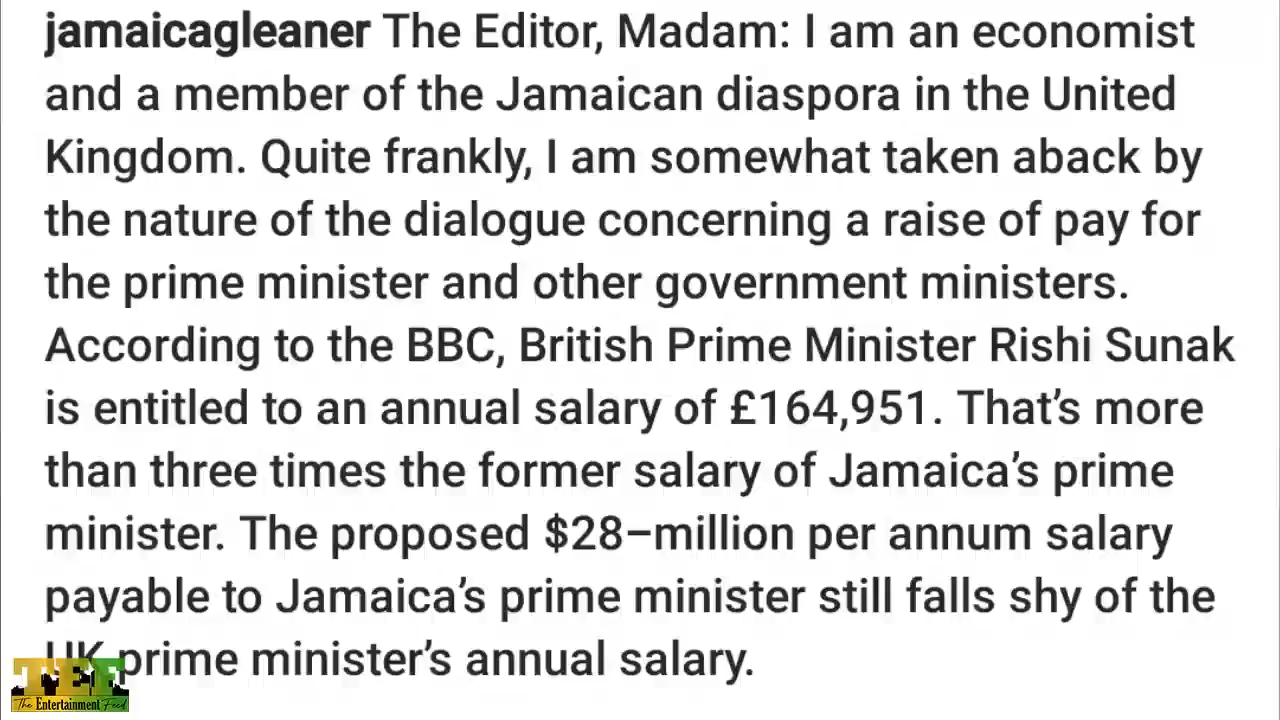 jamaicagleaner The Editor, Madam: I am an economist
and a member of the Jamaican diaspora in the United
Kingdom. Quite frankly, I am somewhat taken aback by
the nature of the dialogue concerning a raise of pay for
the prime minister and other government ministers.
According to the BBC, British Prime Minister Rishi Sunak
is entitled to an annual salary of £164,951. That’s more
than three times the former salary of Jamaica’s prime
minister. The proposed $28–million per annum salary
payable to Jamaica’s prime minister still falls shy of the
UK prime minister’s annual salary.
TEF
The Entertainment Feed